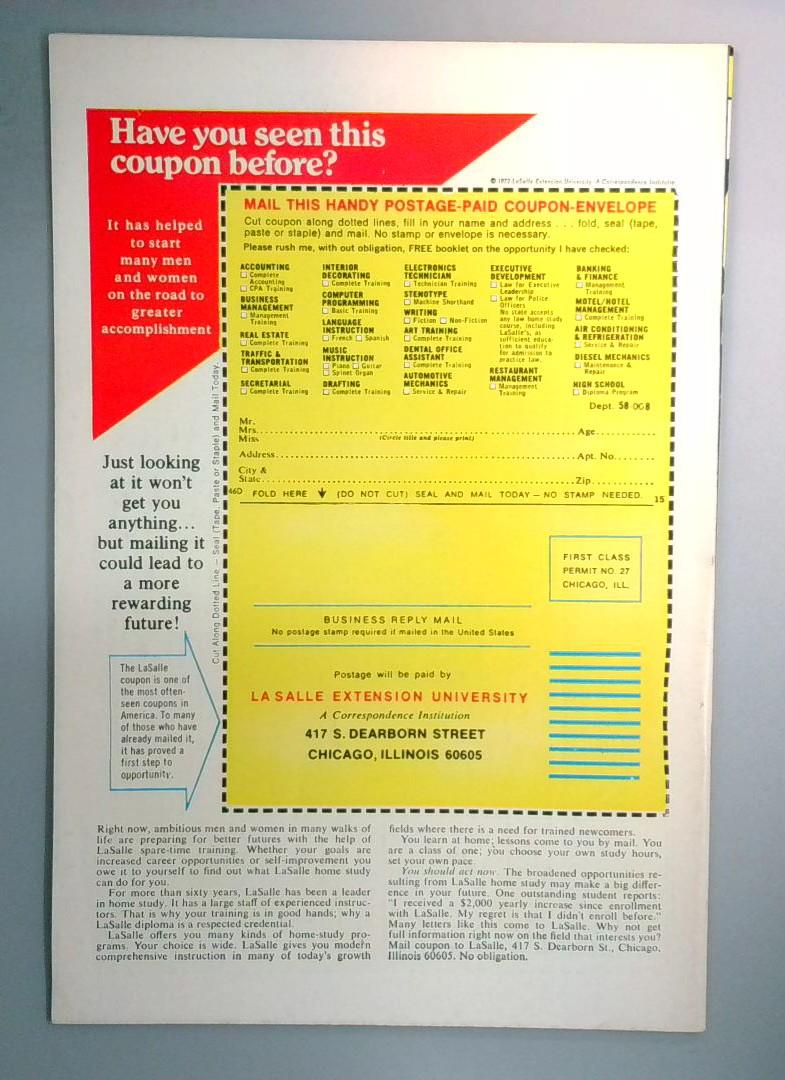 Have you seen this
coupon before?
© 1972 LaSalle Extension University, A Correspondence Institution
It has helped
to start
many men
and women
on the road to
greater
accomplishment
Just looking
at it won't
get you
anything...
but mailing it
could lead to
a more
rewarding
future!
The LaSalle
coupon is one of
the most often-
seen coupons in
America. To many
of those who have
already mailed it,
it has proved a
first step to
opportunity.
Cut Along Dotted Line — Seal (Tape, Paste or Staple) and Mail Today.
MAIL THIS HANDY POSTAGE-PAID COUPON-ENVELOPE
Cut coupon along dotted lines, fill in your name and address . . . fold, seal (tape,
paste or staple) and mail. No stamp or envelope is necessary.
Please rush me, with out obligation, FREE booklet on the opportunity I have checked:
ACCOUNTING
☐ Complete
Accounting
☐ CPA Training
BUSINESS
MANAGEMENT
☐ Management
Training
REAL ESTATE
☐ Complete Training
TRAFFIC &
TRANSPORTATION
☐ Complete Training
SECRETARIAL
☐ Complete Training
INTERIOR
DECORATING
☐ Complete Training
COMPUTER
PROGRAMMING
☐ Basic Training
LANGUAGE
INSTRUCTION
☐ French ☐ Spanish
MUSIC
INSTRUCTION
☐ Piano ☐ Guitar
☐ Spinet Organ
DRAFTING
☐ Complete Training
ELECTRONICS
TECHNICIAN
☐ Technician Training
STENOTYPE
☐ Machine Shorthand
WRITING
☐ Fiction ☐ Non-Fiction
ART TRAINING
☐ Complete Training
DENTAL OFFICE
ASSISTANT
☐ Complete Training
AUTOMOTIVE
MECHANICS
☐ Service & Repair
EXECUTIVE
DEVELOPMENT
☐ Law for Executive
Leadership
☐ Law for Police
Officers
No state accepts
any law home study
course, including
LaSalle's, as
sufficient educa-
tion to qualify
for admission to
practice law.
RESTAURANT
MANAGEMENT
☐ Management
Training
BANKING
& FINANCE
☐ Management
Training
MOTEL/HOTEL
MANAGEMENT
☐ Complete Training
AIR CONDITIONING
& REFRIGERATION
☐ Service & Repair
DIESEL MECHANICS
☐ Maintenance &
Repair
HIGH SCHOOL
☐ Diploma Program
Dept. 58-008
Mr.
Mrs. Age
Miss (Circle title and please print)
Address Apt. No.
City &
State Zip
46D FOLD HERE ↓ (DO NOT CUT) SEAL AND MAIL TODAY — NO STAMP NEEDED. 15
FIRST CLASS
PERMIT NO. 27
CHICAGO, ILL.
BUSINESS REPLY MAIL
No postage stamp required if mailed in the United States
Postage will be paid by
LA SALLE EXTENSION UNIVERSITY
A Correspondence Institution
417 S. DEARBORN STREET
CHICAGO, ILLINOIS 60605
Right now, ambitious men and women in many walks of
life are preparing for better futures with the help of
LaSalle spare-time training. Whether your goals are
increased career opportunities or self-improvement you
owe it to yourself to find out what LaSalle home study
can do for you.
For more than sixty years, LaSalle has been a leader
in home study. It has a large staff of experienced instruc-
tors. That is why your training is in good hands; why a
LaSalle diploma is a respected credential.
LaSalle offers you many kinds of home-study pro-
grams. Your choice is wide. LaSalle gives you modern
comprehensive instruction in many of today's growth
fields where there is a need for trained newcomers.
You learn at home; lessons come to you by mail. You
are a class of one; you choose your own study hours,
set your own pace.
You should act now. The broadened opportunities re-
sulting from LaSalle home study may make a big differ-
ence in your future. One outstanding student reports:
"I received a $2,000 yearly increase since enrollment
with LaSalle. My regret is that I didn't enroll before."
Many letters like this come to LaSalle. Why not get
full information right now on the field that interests you?
Mail coupon to LaSalle, 417 S. Dearborn St., Chicago,
Illinois 60605. No obligation.